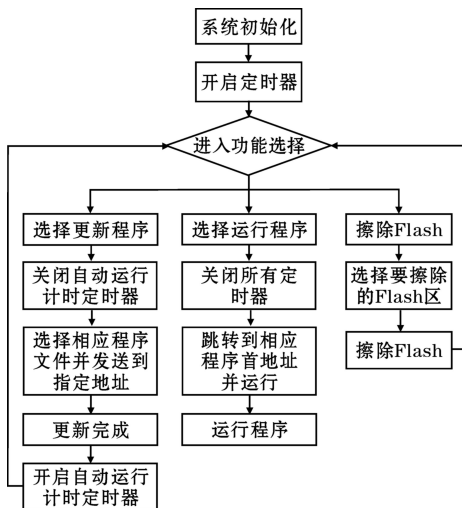 系统初始化
开启定时器
进入功能选择
选择更新程序
关闭自动运行
计时定时器
选择相应程序
文件并发送到
指定地址
更新完成
开启自动运行
计时定时器
选择运行程序
关闭所有定
时器
跳转到相应
程序首地址
并运行
运行程序
擦除Flash
选择要擦除
的Flash区
擦除Flash